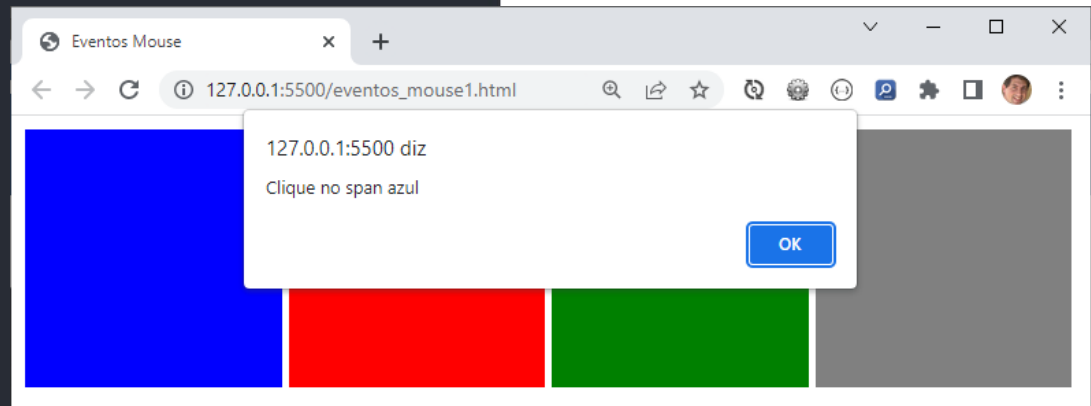 Eventos Mouse
127.0.0.1:5500/eventos_mouse1.html
127.0.0.1:5500 diz
Clique no span azul
OK